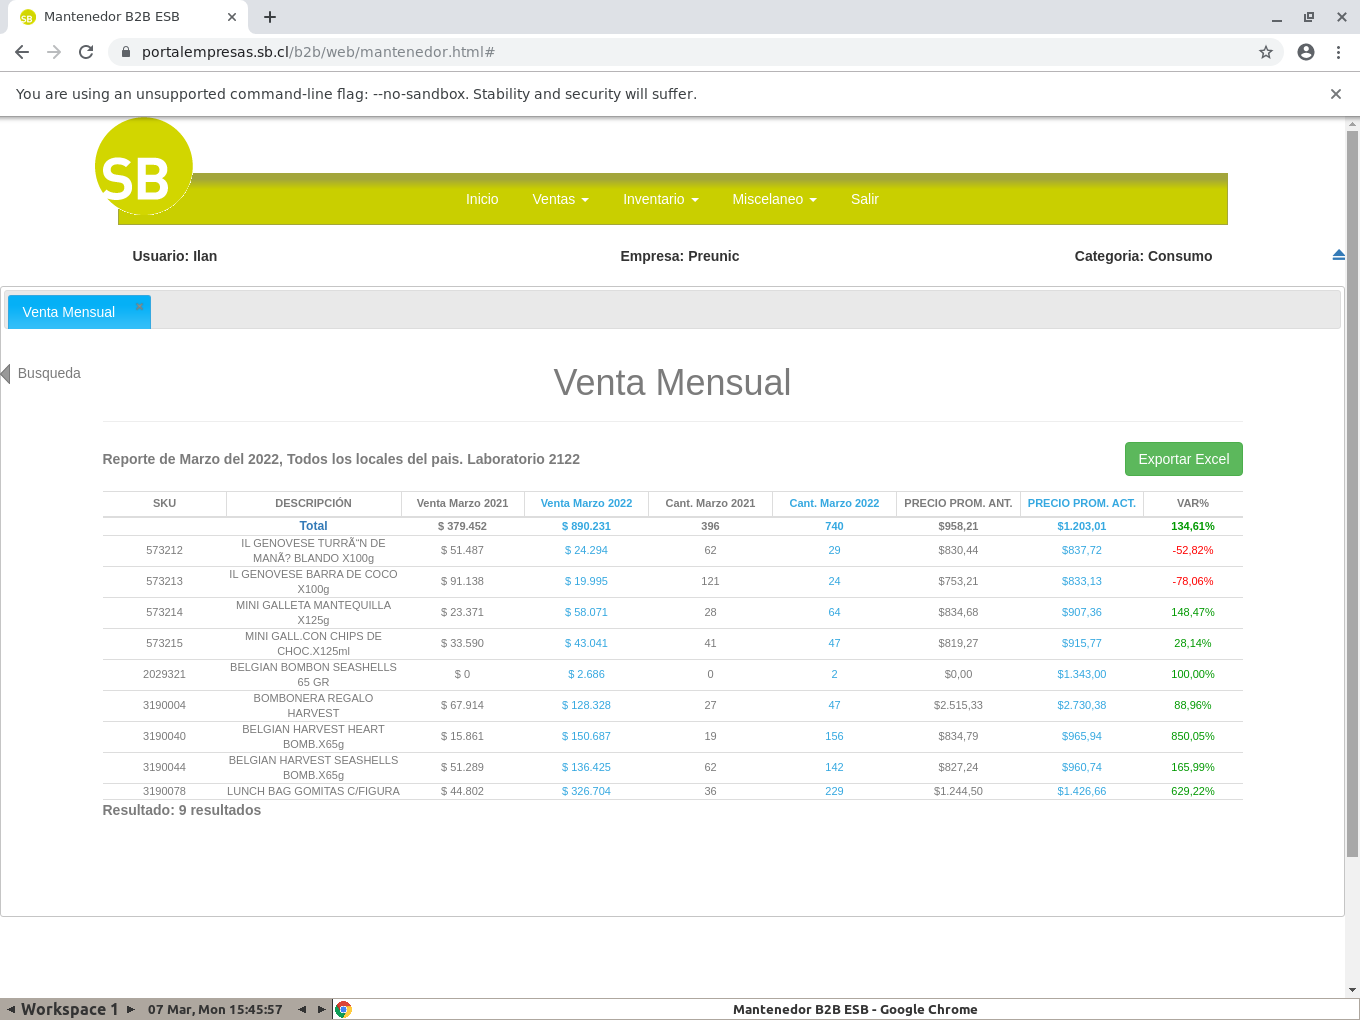 Mantenedor B2B ESB
portalempresas.sb.cl/b2b/web/mantenedor.html#
You are using an unsupported command-line flag: --no-sandbox. Stability and security will suffer.
SB
Inicio Ventas Inventario Miscelaneo Salir
Usuario: Ilan Empresa: Preunic Categoria: Consumo
Venta Mensual
Busqueda
Venta Mensual
Reporte de Marzo del 2022, Todos los locales del pais. Laboratorio 2122 Exportar Excel
SKU DESCRIPCIÓN Venta Marzo 2021 Venta Marzo 2022 Cant. Marzo 2021 Cant. Marzo 2022 PRECIO PROM. ANT. PRECIO PROM. ACT. VAR%
Total $ 379.452 $ 890.231 396 740 $958,21 $1.203,01 134,61%
573212 IL GENOVESE TURRÃ“N DE MANÃ? BLANDO X100g $ 51.487 $ 24.294 62 29 $830,44 $837,72 -52,82%
573213 IL GENOVESE BARRA DE COCO X100g $ 91.138 $ 19.995 121 24 $753,21 $833,13 -78,06%
573214 MINI GALLETA MANTEQUILLA X125g $ 23.371 $ 58.071 28 64 $834,68 $907,36 148,47%
573215 MINI GALL.CON CHIPS DE CHOC.X125ml $ 33.590 $ 43.041 41 47 $819,27 $915,77 28,14%
2029321 BELGIAN BOMBON SEASHELLS 65 GR $ 0 $ 2.686 0 2 $0,00 $1.343,00 100,00%
3190004 BOMBONERA REGALO HARVEST $ 67.914 $ 128.328 27 47 $2.515,33 $2.730,38 88,96%
3190040 BELGIAN HARVEST HEART BOMB.X65g $ 15.861 $ 150.687 19 156 $834,79 $965,94 850,05%
3190044 BELGIAN HARVEST SEASHELLS BOMB.X65g $ 51.289 $ 136.425 62 142 $827,24 $960,74 165,99%
3190078 LUNCH BAG GOMITAS C/FIGURA $ 44.802 $ 326.704 36 229 $1.244,50 $1.426,66 629,22%
Resultado: 9 resultados
Workspace 1 07 Mar, Mon 15:45:57 Mantenedor B2B ESB - Google Chrome